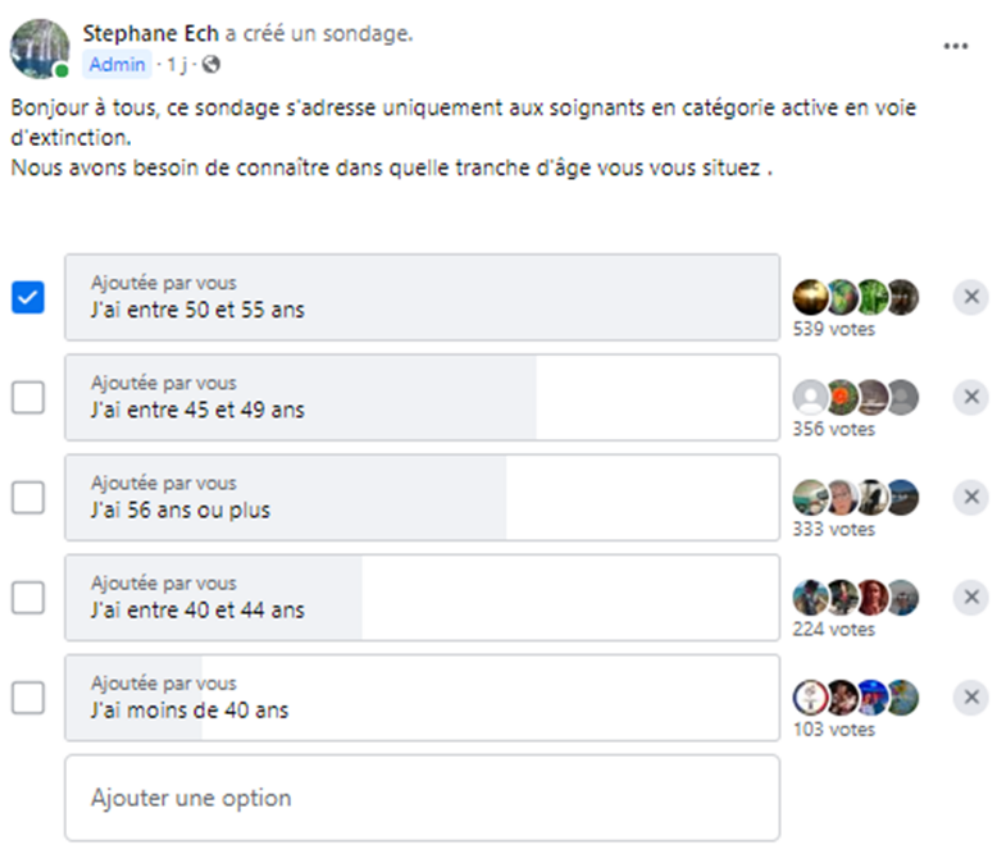 Stephane Ech a créé un sondage.
Admin · 1 j ·
Bonjour à tous, ce sondage s'adresse uniquement aux soignants en catégorie active en voie
d'extinction.
Nous avons besoin de connaître dans quelle tranche d'âge vous vous situez .
Ajoutée par vous
J'ai entre 50 et 55 ans
539 votes
Ajoutée par vous
J'ai entre 45 et 49 ans
356 votes
Ajoutée par vous
J'ai 56 ans ou plus
333 votes
Ajoutée par vous
J'ai entre 40 et 44 ans
224 votes
Ajoutée par vous
J'ai moins de 40 ans
103 votes
Ajouter une option